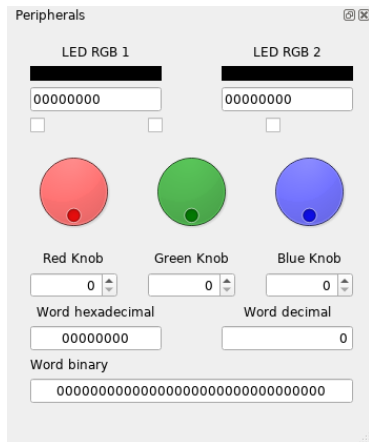 Peripherals
LED RGB 1 LED RGB 2
00000000 00000000
Red Knob Green Knob Blue Knob
0 0 0
Word hexadecimal Word decimal
00000000 0
Word binary
00000000000000000000000000000000